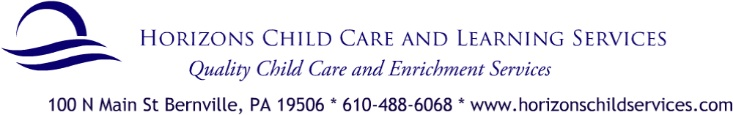 Horizons Child Care and Learning Services
Quality Child Care and Enrichment Services
100 N Main St Bernville, PA 19506 * 610-488-6068 * www.horizonschildservices.com